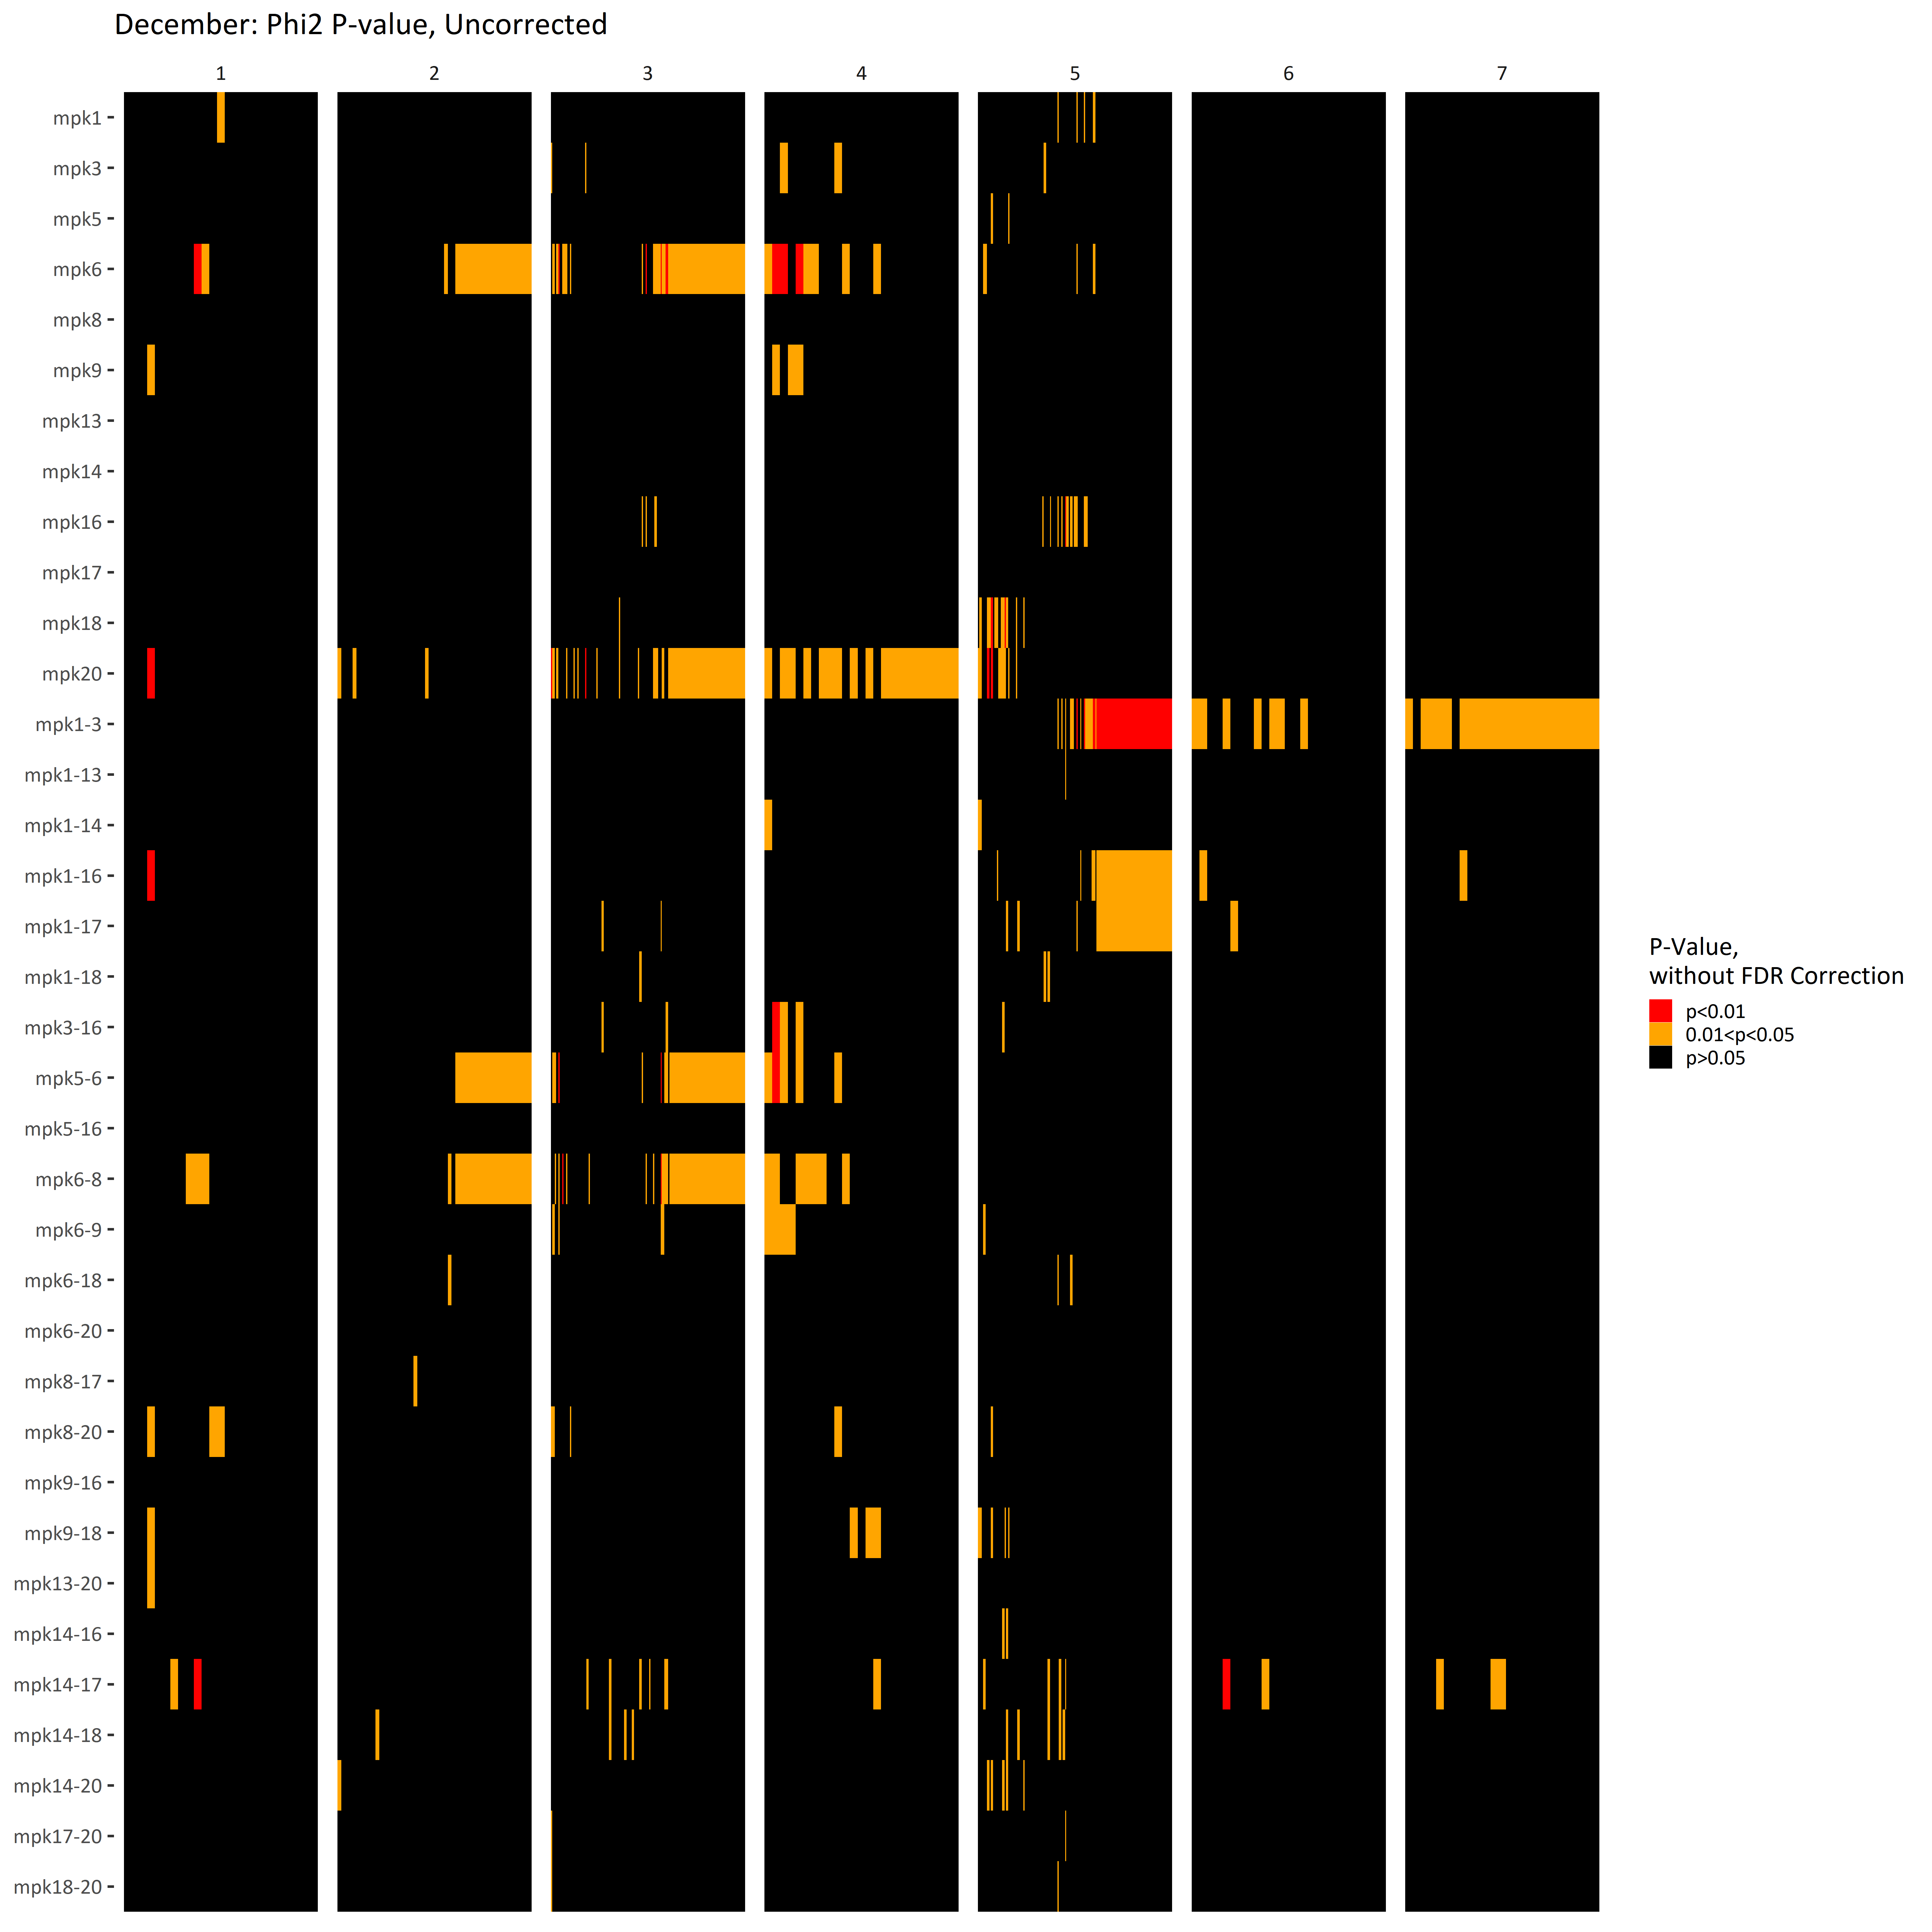 December: Phi2 P-value, Uncorrected
1 2 3 4 5 6 7
mpk1
mpk3
mpk5
mpk6
mpk8
mpk9
mpk13
mpk14
mpk16
mpk17
mpk18
mpk20
mpk1-3
mpk1-13
mpk1-14
mpk1-16
mpk1-17
mpk1-18
mpk3-16
mpk5-6
mpk5-16
mpk6-8
mpk6-9
mpk6-18
mpk6-20
mpk8-17
mpk8-20
mpk9-16
mpk9-18
mpk13-20
mpk14-16
mpk14-17
mpk14-18
mpk14-20
mpk17-20
mpk18-20
P-Value,
without FDR Correction
p<0.01
0.01<p<0.05
p>0.05